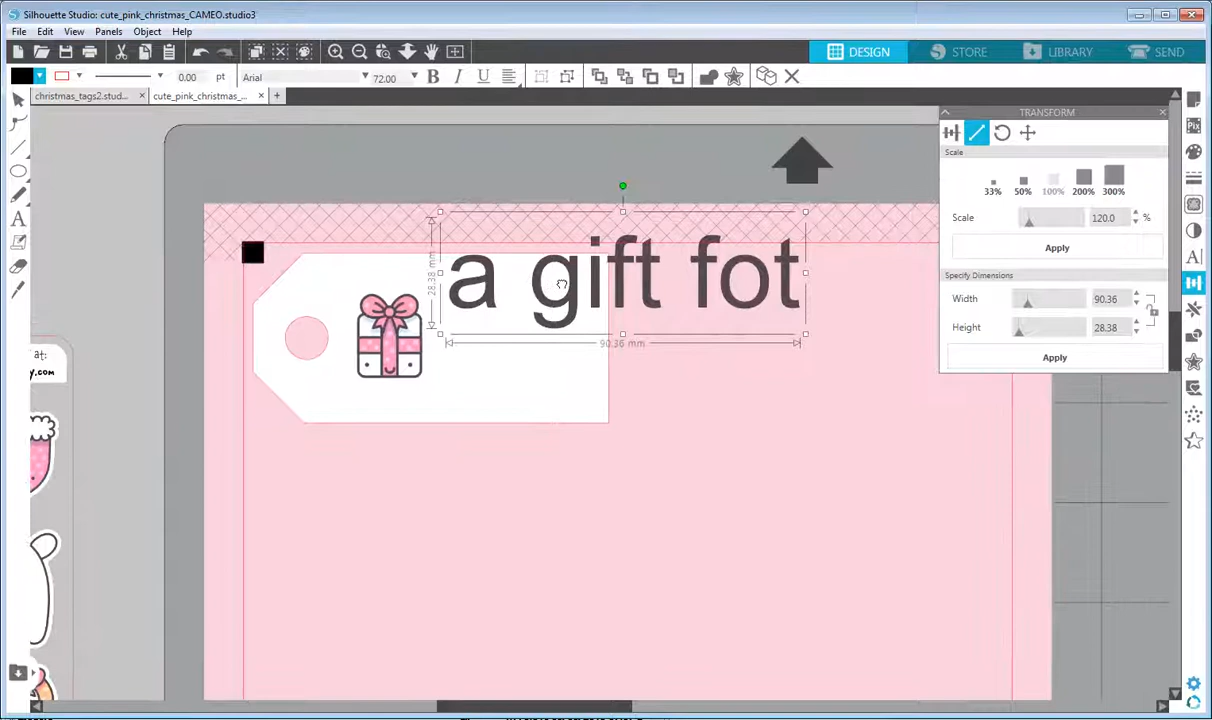 Silhouette Studio: cute_pink_christmas_CAMEO.studio3
File Edit View Panels Object Help
DESIGN STORE LIBRARY SEND
0.00 pt Arial 72.00 B I U
christmas_tags2.stud... cute_pink_christmas_...
TRANSFORM
Scale
33% 50% 100% 200% 300%
Scale 120.0 %
Apply
Specify Dimensions
Width 90.36
Height 28.38
Apply
a gift fot
28.38 mm
90.36 mm
at:
y.com